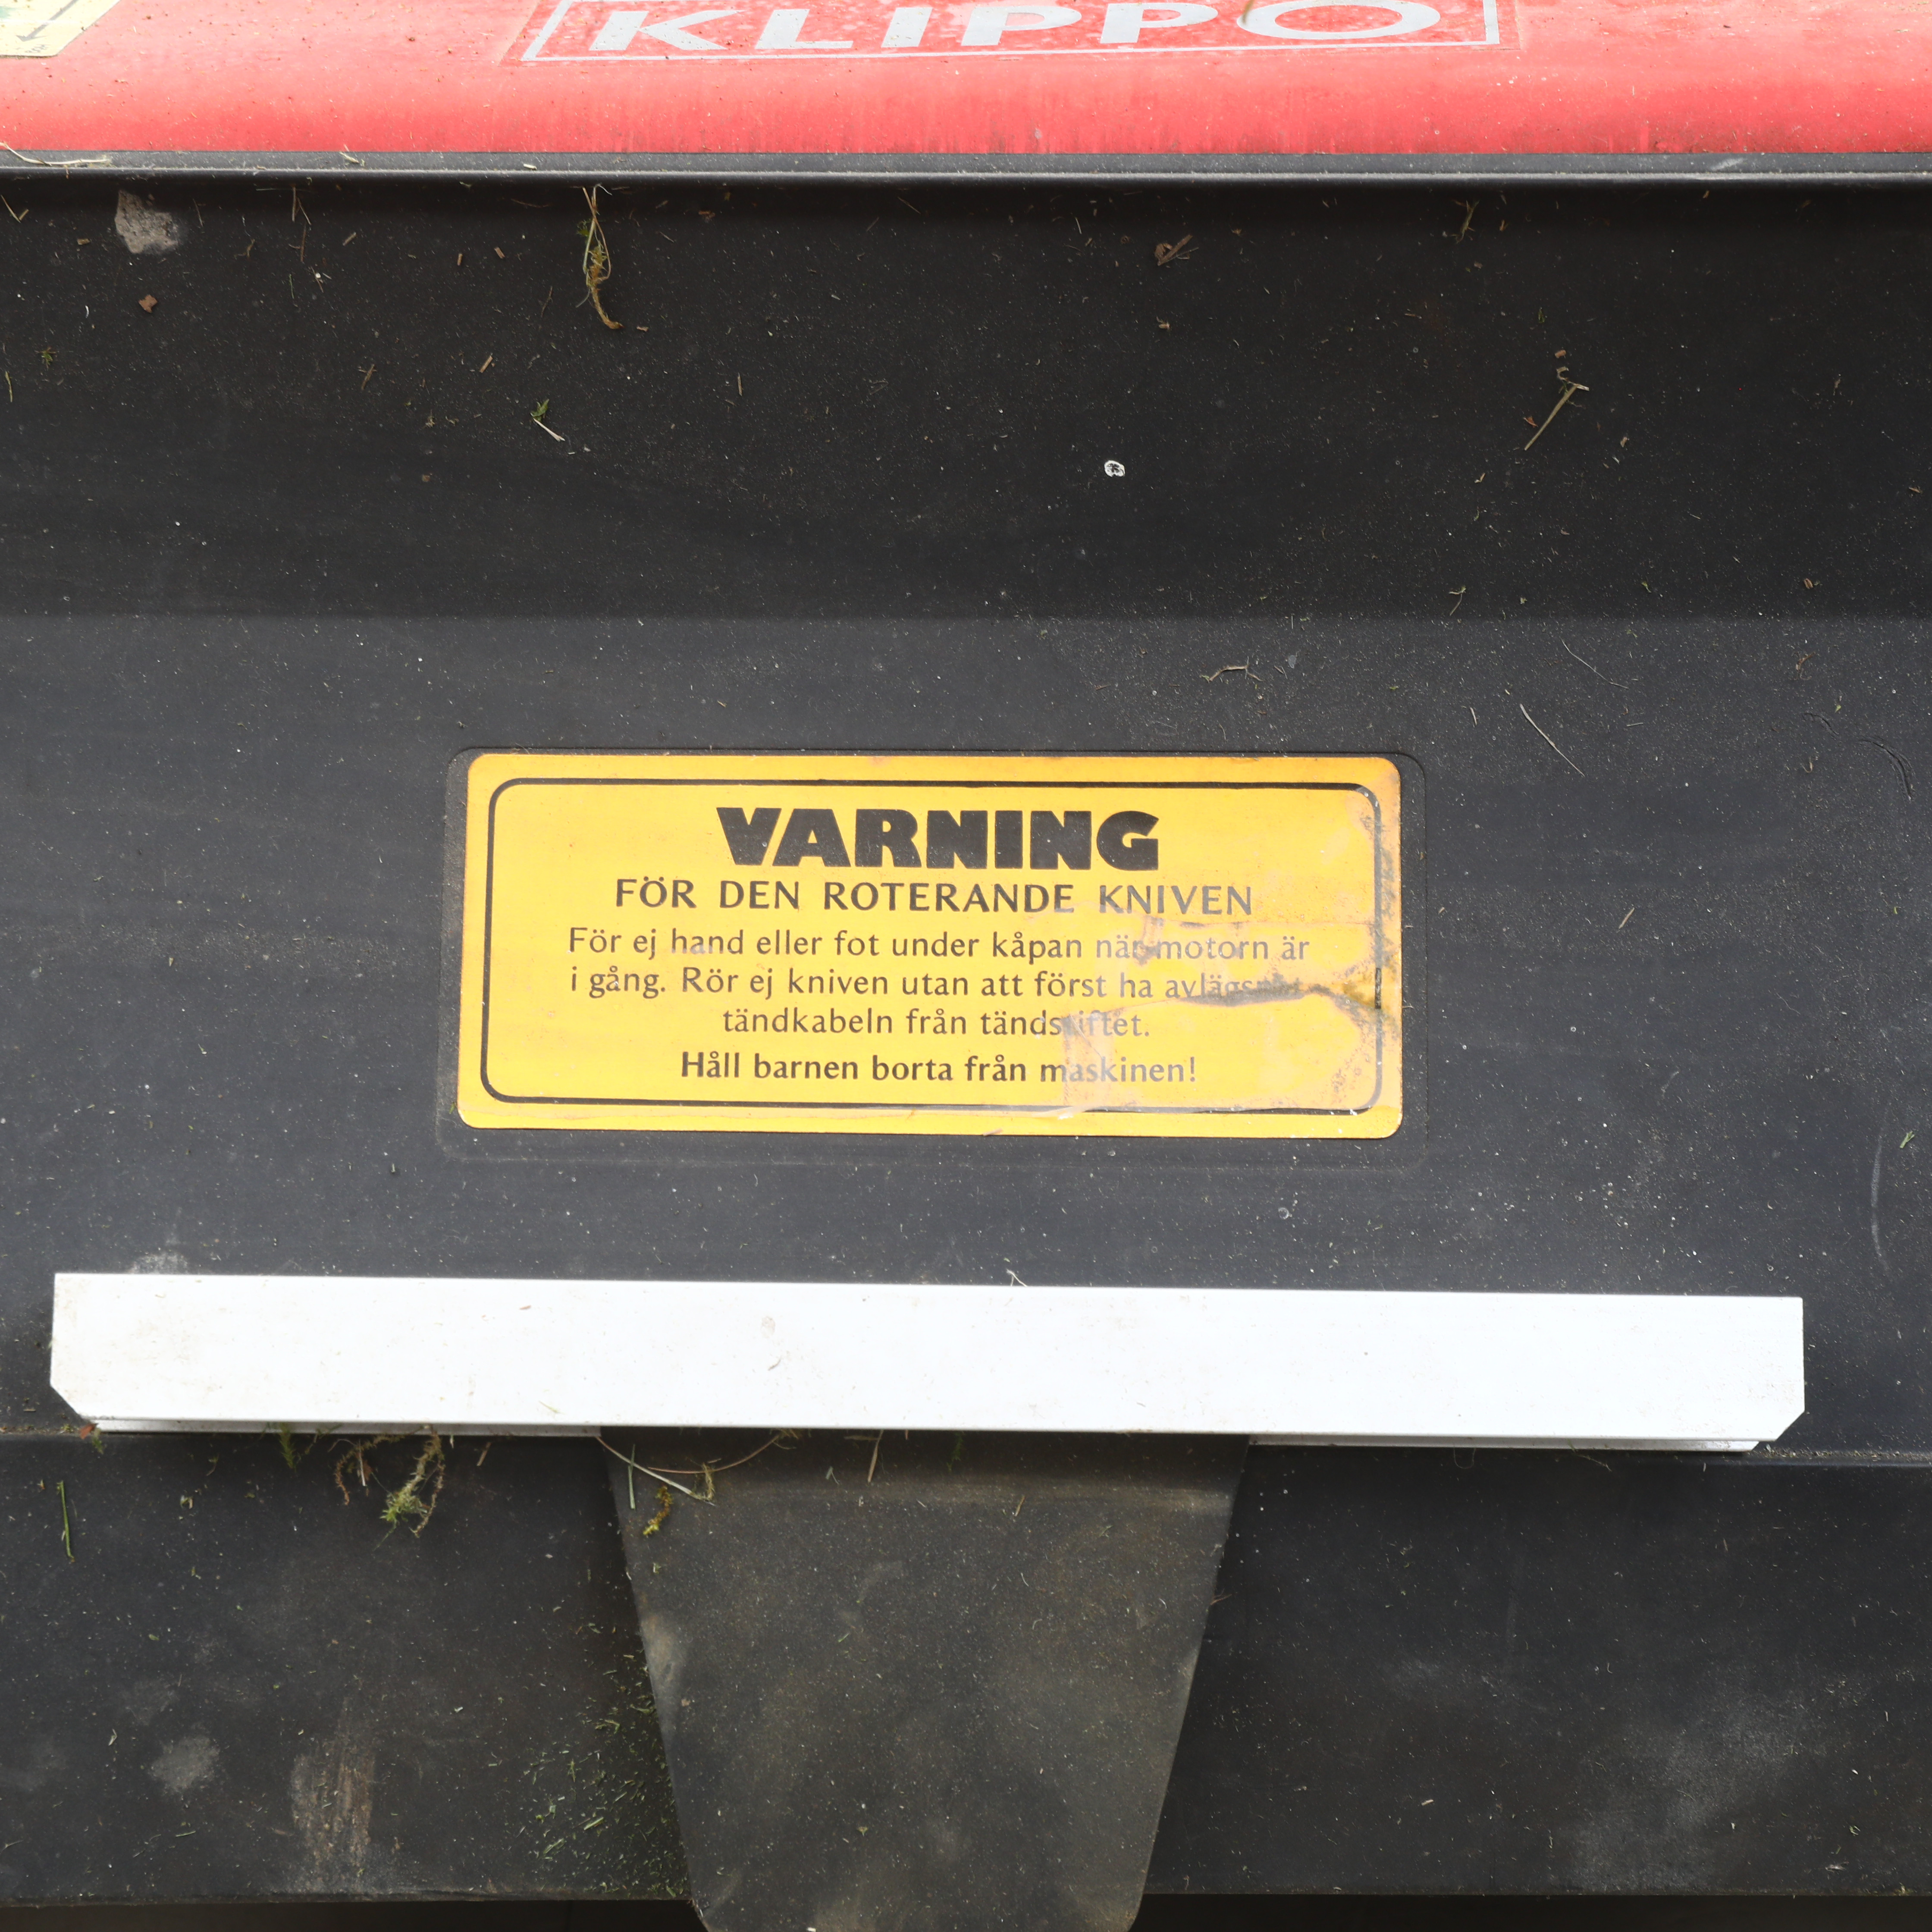 KLIPPO
VARNING
FÖR DEN ROTERANDE KNIVEN
För ej hand eller fot under kåpan när motorn är
i gång. Rör ej kniven utan att först ha avlägsnat
tändkabeln från tändstiftet.
Håll barnen borta från maskinen!